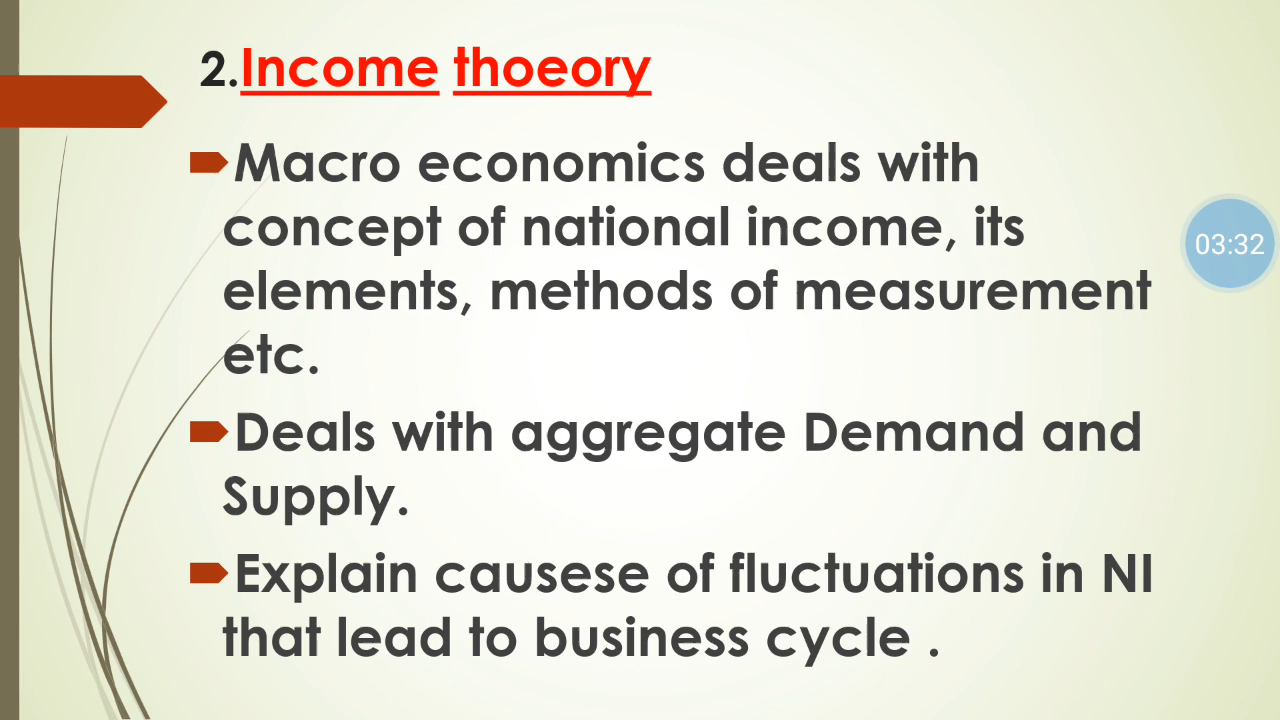 2.Income thoeory
Macro economics deals with
concept of national income, its
elements, methods of measurement
etc.
Deals with aggregate Demand and
Supply.
Explain causese of fluctuations in NI
that lead to business cycle .
03:32